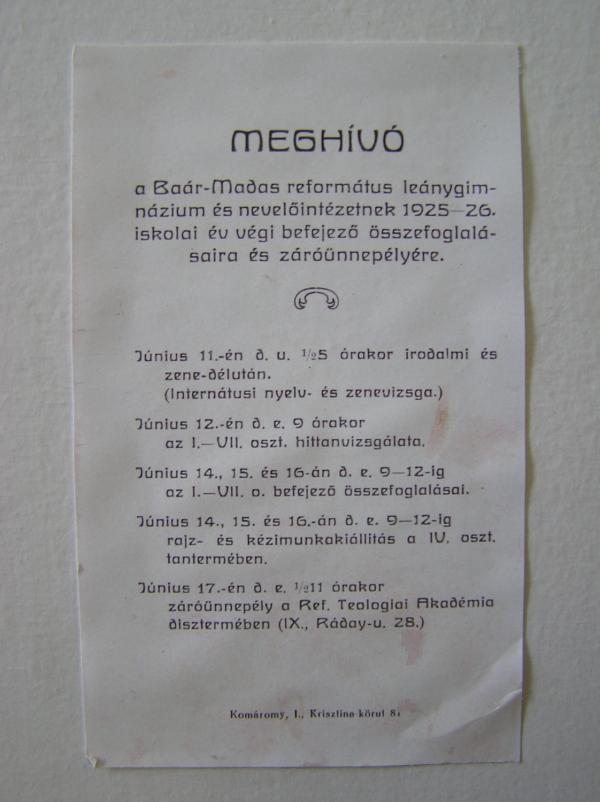 MEGHÍVÓ
a Baár-Madas református leánygim-
názium és nevelőintézetnek 1925—26.
iskolai év végi befejező összefoglalá-
saira és záróünnepélyére.
Június 11.-én d. u. 1/25 órakor irodalmi és
zene-délután.
(Internátusi nyelv- és zenevizsga.)
Június 12.-én d. e. 9 órakor
az I.—VII. oszt. hittanvizsgálata.
Június 14., 15. és 16-án d. e. 9—12-ig
az I.—VII. o. befejező összefoglalásai.
Június 14., 15. és 16.-án d. e. 9—12-ig
rajz- és kézimunkakiállitás a IV. oszt.
tantermében.
Június 17.-én d. e. 1/211 órakor
záróünnepély a Ref. Teologiai Akadémia
disztermében (IX., Ráday-u. 28.)
Komáromy, I., Krisztina-körut 81